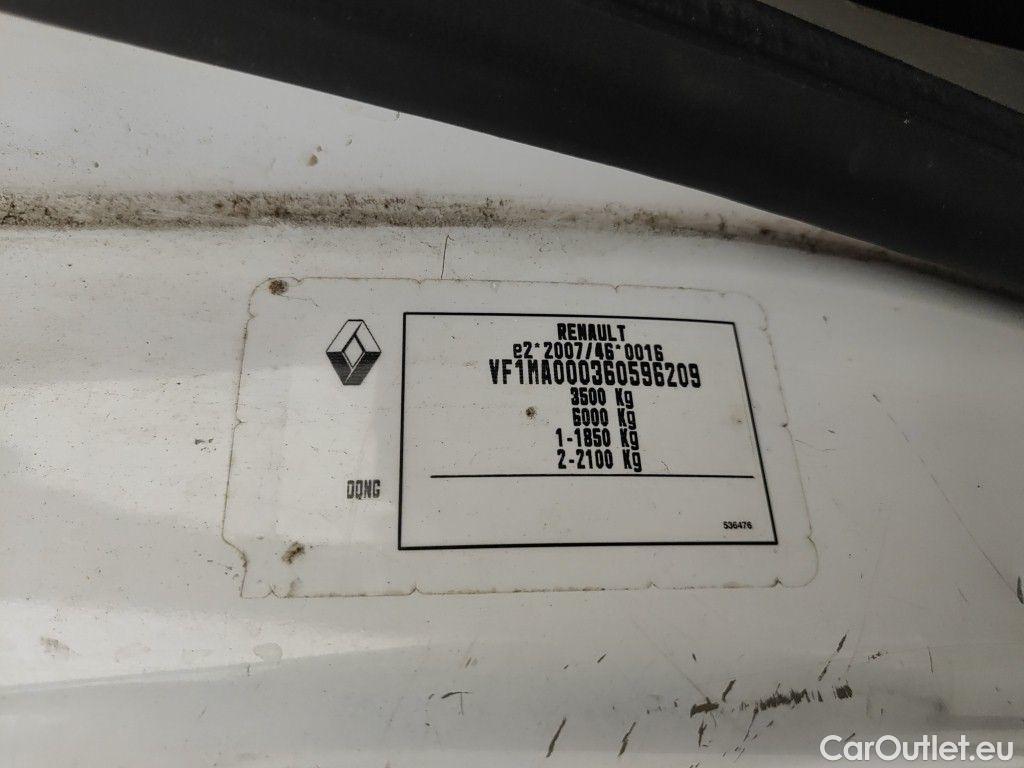 RENAULT
e2*2007/46*0016
VF1MA000360596209
3500 Kg
6000 Kg
1-1850 Kg
2-2100 Kg
DQNG
536476
CarOutlet.eu